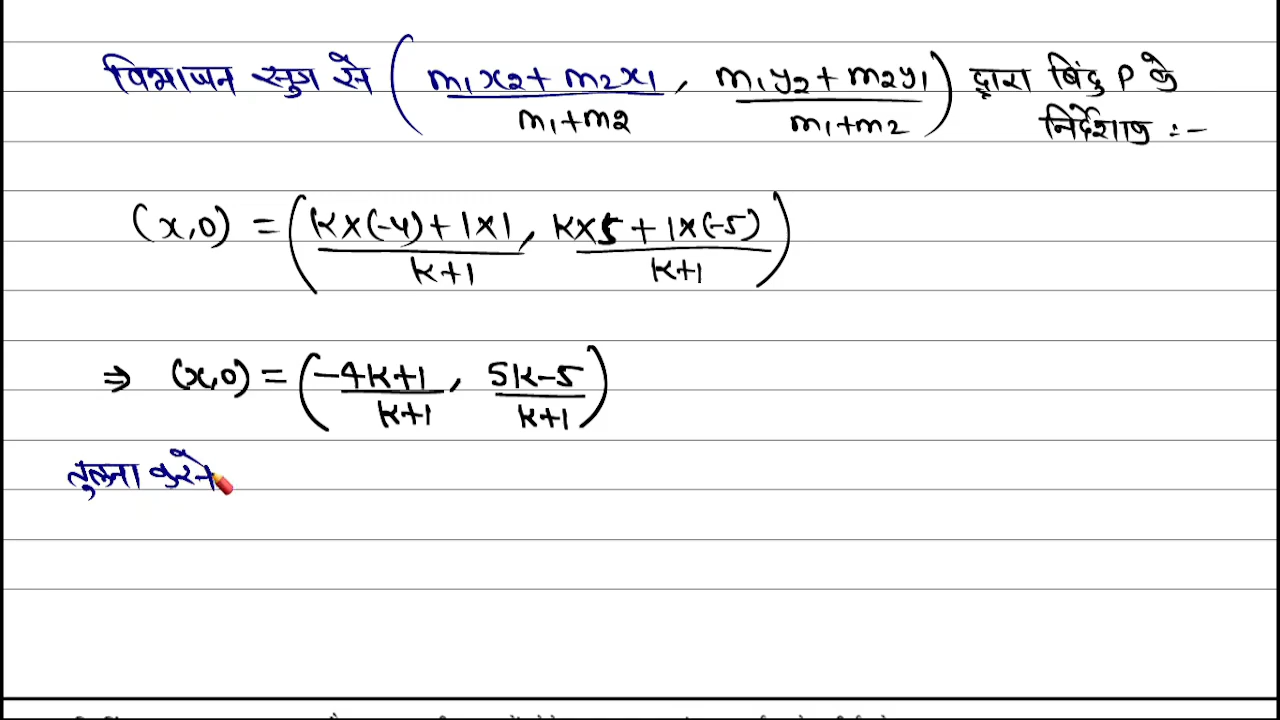 विभाजन सुत्र से ( (m₁x₂ + m₂x₁)/(m₁+m₂) , (m₁y₂ + m₂y₁)/(m₁+m₂) ) द्वारा बिंदु P के
निर्देशांक :-
(x,0) = ( (k×(-4) + 1×1)/(k+1) , (k×5 + 1×(-5))/(k+1) )
⇒ (x,0) = ( (-4k+1)/(k+1) , (5k-5)/(k+1) )
तुलना करने